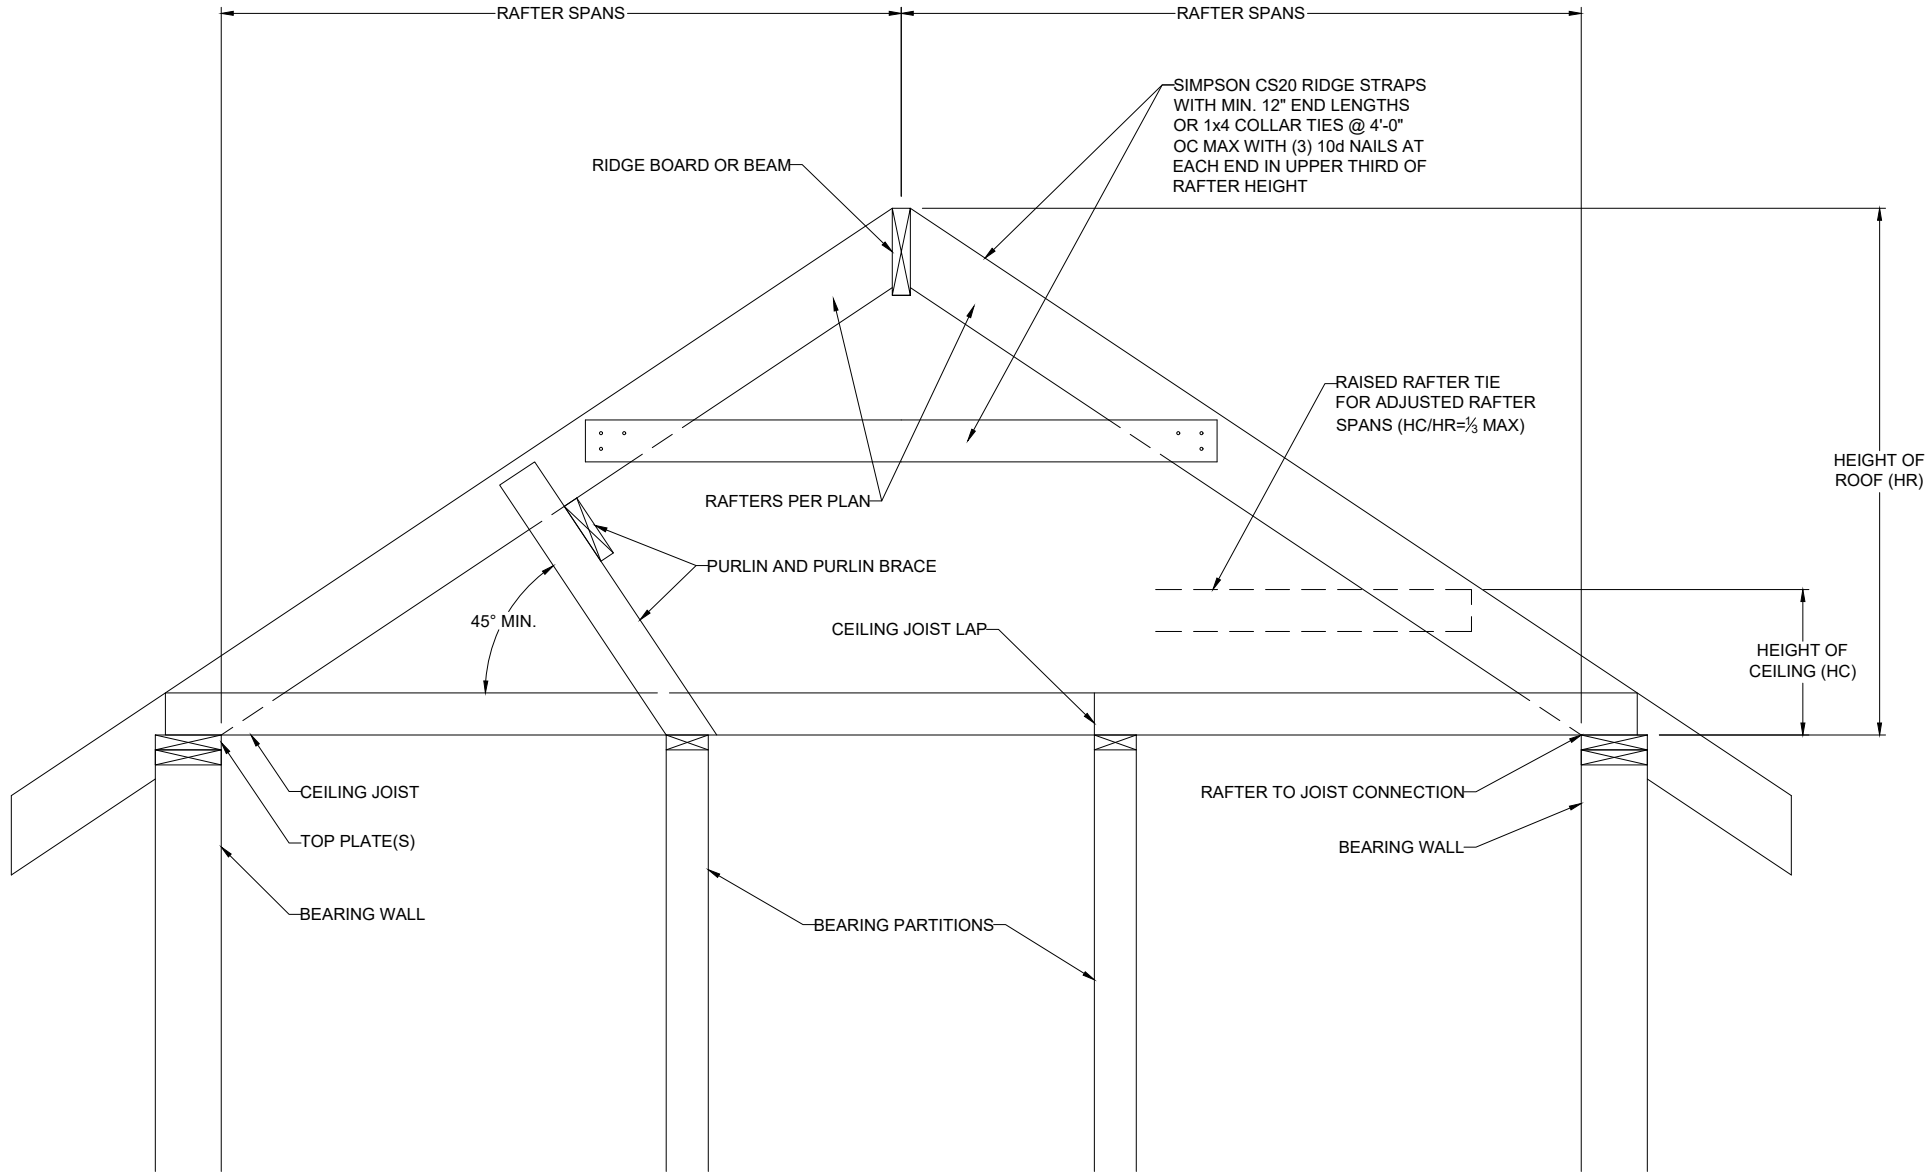 RAFTER SPANS
RAFTER SPANS
SIMPSON CS20 RIDGE STRAPS
WITH MIN. 12" END LENGTHS
OR 1x4 COLLAR TIES @ 4'-0"
OC MAX WITH (3) 10d NAILS AT
EACH END IN UPPER THIRD OF
RAFTER HEIGHT
RIDGE BOARD OR BEAM
RAISED RAFTER TIE
FOR ADJUSTED RAFTER
SPANS (HC/HR=⅓ MAX)
HEIGHT OF
ROOF (HR)
RAFTERS PER PLAN
PURLIN AND PURLIN BRACE
45° MIN.
CEILING JOIST LAP
HEIGHT OF
CEILING (HC)
CEILING JOIST
RAFTER TO JOIST CONNECTION
TOP PLATE(S)
BEARING WALL
BEARING WALL
BEARING PARTITIONS